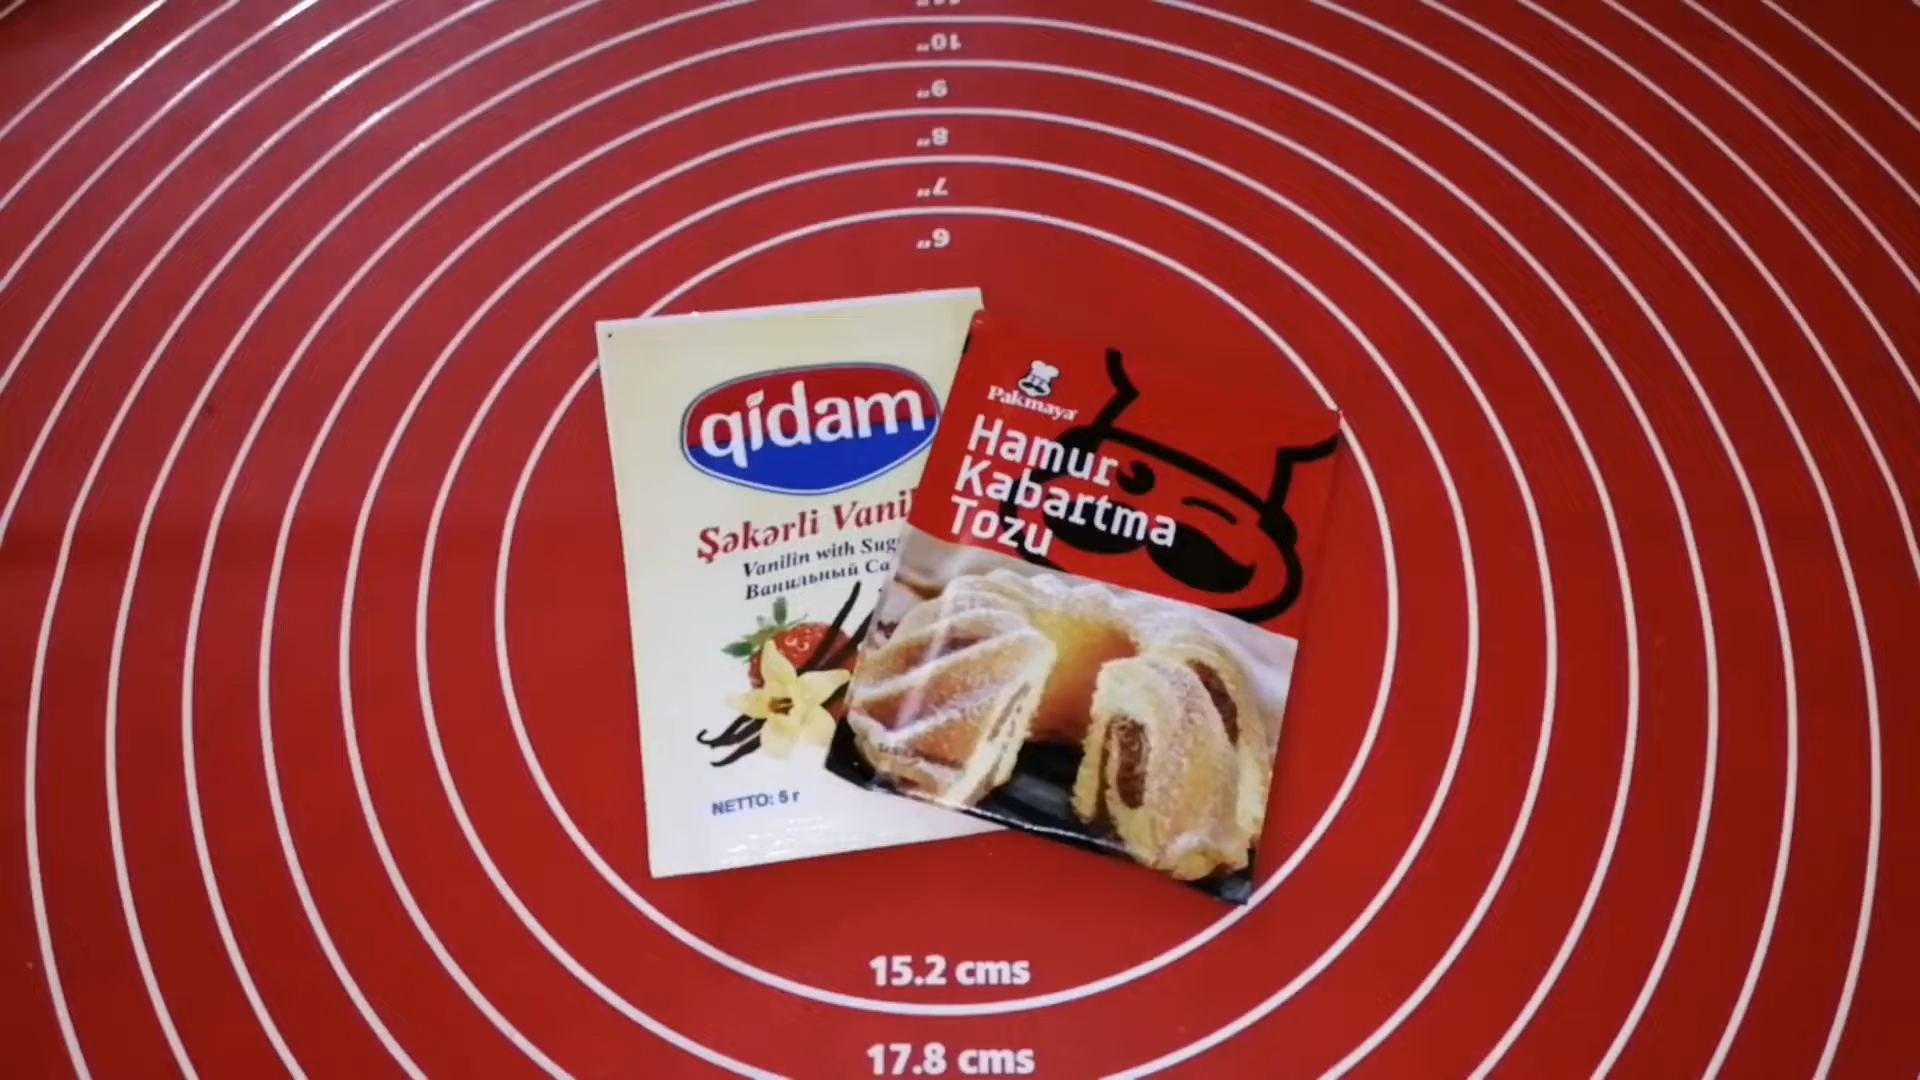 10"
9"
8"
7"
6"
qidam
Şəkərli Vani
Vanilin with Sug
Ванильный Са
NETTO: 5 г
Pakmaya
Hamur
Kabartma
Tozu
15.2 cms
17.8 cms